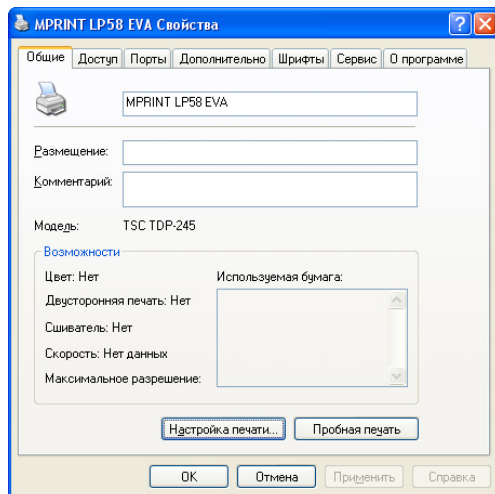 MPRINT LP58 EVA Свойства
Общие Доступ Порты Дополнительно Шрифты Сервис О программе
MPRINT LP58 EVA
Размещение:
Комментарий:
Модель: TSC TDP-245
Возможности
Цвет: Нет Используемая бумага:
Двусторонняя печать: Нет
Сшиватель: Нет
Скорость: Нет данных
Максимальное разрешение:
Настройка печати... Пробная печать
ОК Отмена Применить Справка